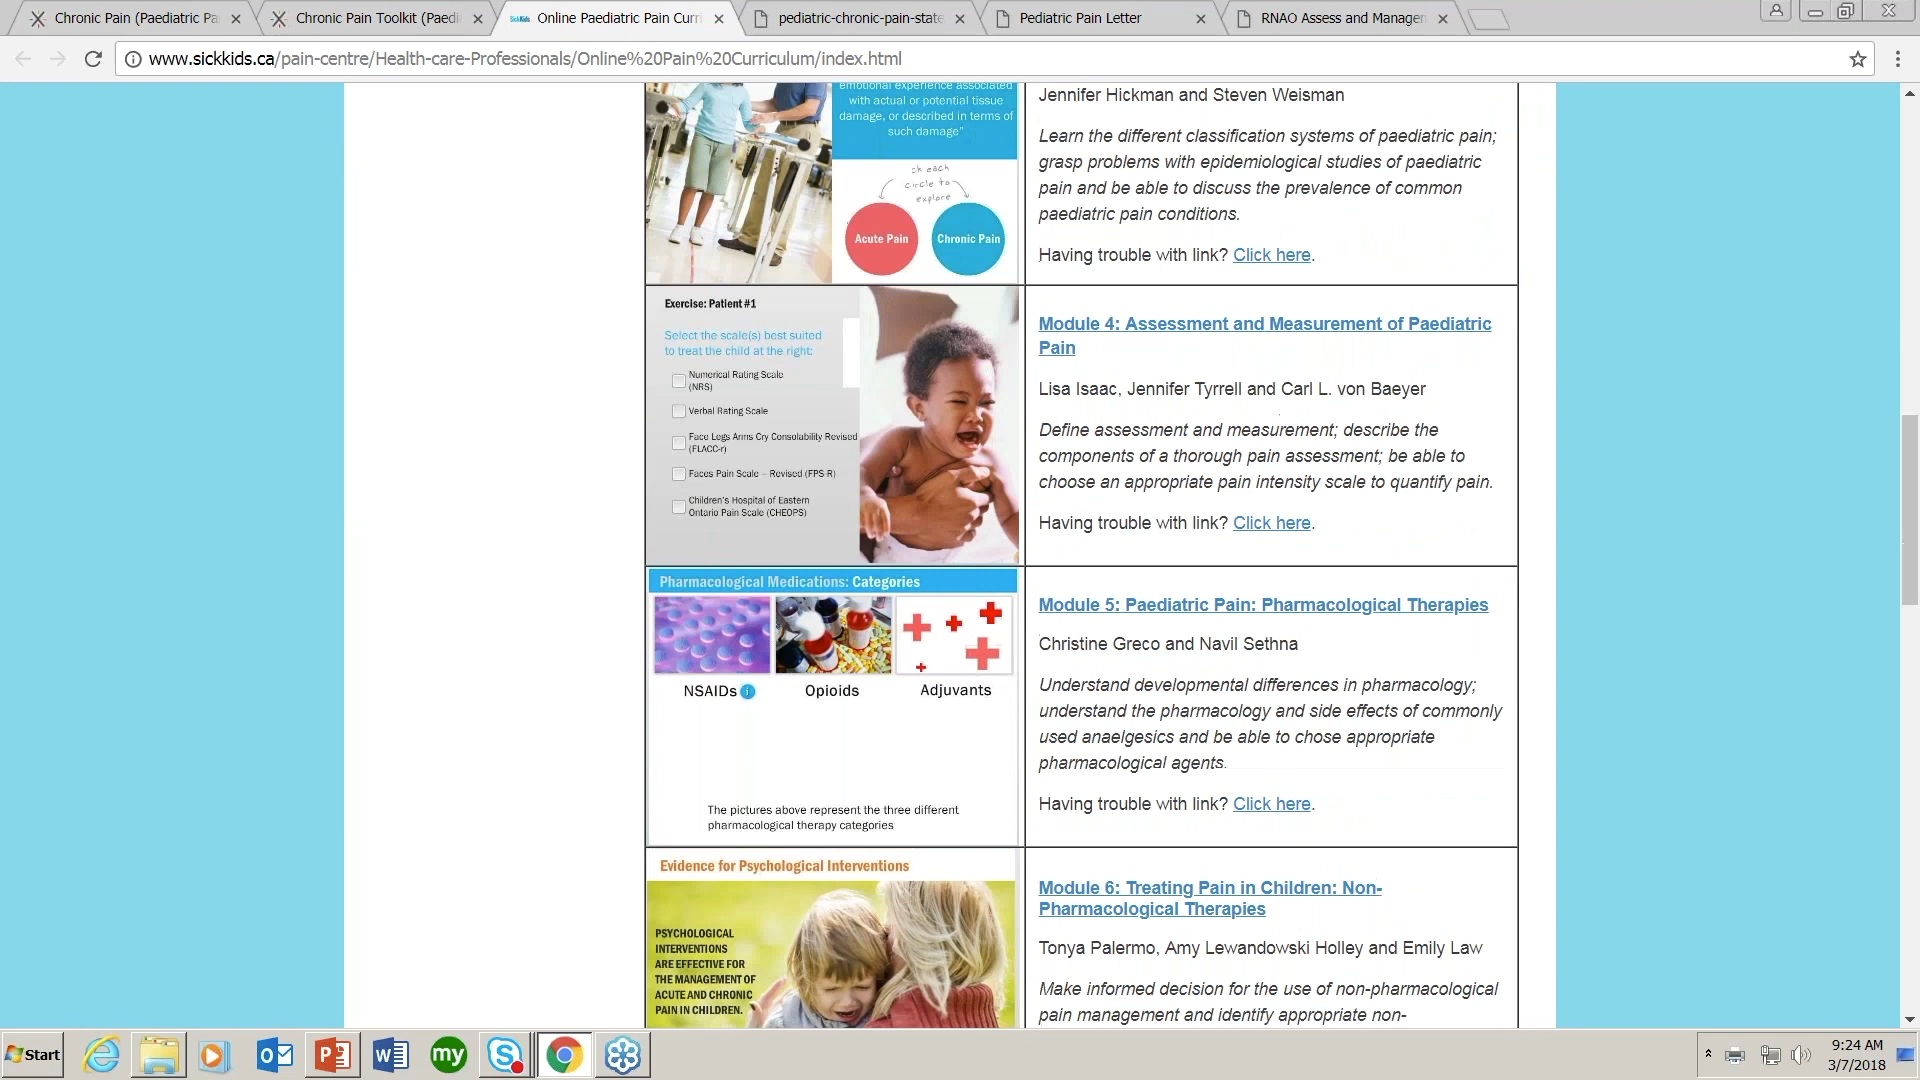 Chronic Pain (Paediatric Pa
Chronic Pain Toolkit (Paedi
SickKids
Online Paediatric Pain Curri
pediatric-chronic-pain-state
Pediatric Pain Letter
RNAO Assess and Managem
www.sickkids.ca/pain-centre/Health-care-Professionals/Online%20Pain%20Curriculum/index.html
emotional experience associated
with actual or potential tissue
damage, or described in terms of
such damage"
each
circle to
explore
Acute Pain
Chronic Pain
Jennifer Hickman and Steven Weisman
Learn the different classification systems of paediatric pain;
grasp problems with epidemiological studies of paediatric
pain and be able to discuss the prevalence of common
paediatric pain conditions.
Having trouble with link? Click here.
Exercise: Patient #1
Select the scale(s) best suited
to treat the child at the right:
Numerical Rating Scale
(NRS)
Verbal Rating Scale
Face Legs Arms Cry Consolability Revised
(FLACC-r)
Faces Pain Scale – Revised (FPS-R)
Children's Hospital of Eastern
Ontario Pain Scale (CHEOPS)
Module 4: Assessment and Measurement of Paediatric
Pain
Lisa Isaac, Jennifer Tyrrell and Carl L. von Baeyer
Define assessment and measurement; describe the
components of a thorough pain assessment; be able to
choose an appropriate pain intensity scale to quantify pain.
Having trouble with link? Click here.
Pharmacological Medications: Categories
NSAIDs i
Opioids
Adjuvants
The pictures above represent the three different
pharmacological therapy categories
Module 5: Paediatric Pain: Pharmacological Therapies
Christine Greco and Navil Sethna
Understand developmental differences in pharmacology;
understand the pharmacology and side effects of commonly
used anaelgesics and be able to chose appropriate
pharmacological agents.
Having trouble with link? Click here.
Evidence for Psychological Interventions
PSYCHOLOGICAL
INTERVENTIONS
ARE EFFECTIVE FOR
THE MANAGEMENT OF
ACUTE AND CHRONIC
PAIN IN CHILDREN.
Module 6: Treating Pain in Children: Non-
Pharmacological Therapies
Tonya Palermo, Amy Lewandowski Holley and Emily Law
Make informed decision for the use of non-pharmacological
pain management and identify appropriate non-
Start
my
9:24 AM
3/7/2018